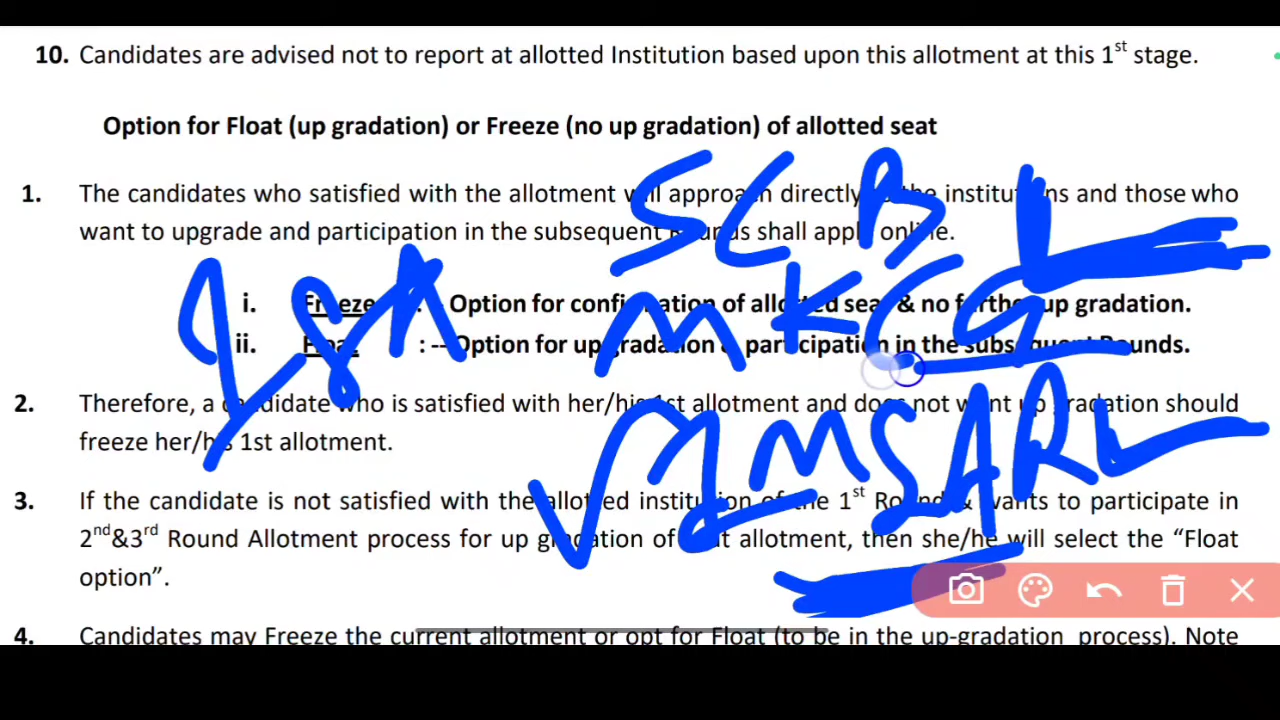 10. Candidates are advised not to report at allotted Institution based upon this allotment at this 1st stage.
Option for Float (up gradation) or Freeze (no up gradation) of allotted seat
1. The candidates who satisfied with the allotment will approach directly to the institutions and those who
want to upgrade and participation in the subsequent Rounds shall apply online.
SCB
MKCG
i. Freeze : Option for confirmation of allotted seat & no further up gradation.
ii. Float : -- Option for up gradation & participation in the subsequent Rounds.
2. Therefore, a candidate who is satisfied with her/his 1st allotment and does not want up gradation should
freeze her/his 1st allotment.
3. If the candidate is not satisfied with the allotted institution of the 1st Round & wants to participate in
2nd&3rd Round Allotment process for up gradation of that allotment, then she/he will select the “Float
option”.
4. Candidates may Freeze the current allotment or opt for Float (to be in the up-gradation process). Note